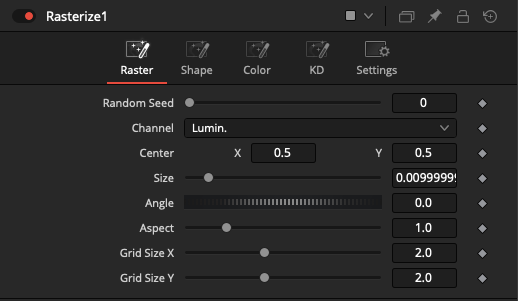 Rasterize1
Raster Shape Color KD Settings
Random Seed 0
Channel Lumin.
Center X 0.5 Y 0.5
Size 0.00999999
Angle 0.0
Aspect 1.0
Grid Size X 2.0
Grid Size Y 2.0